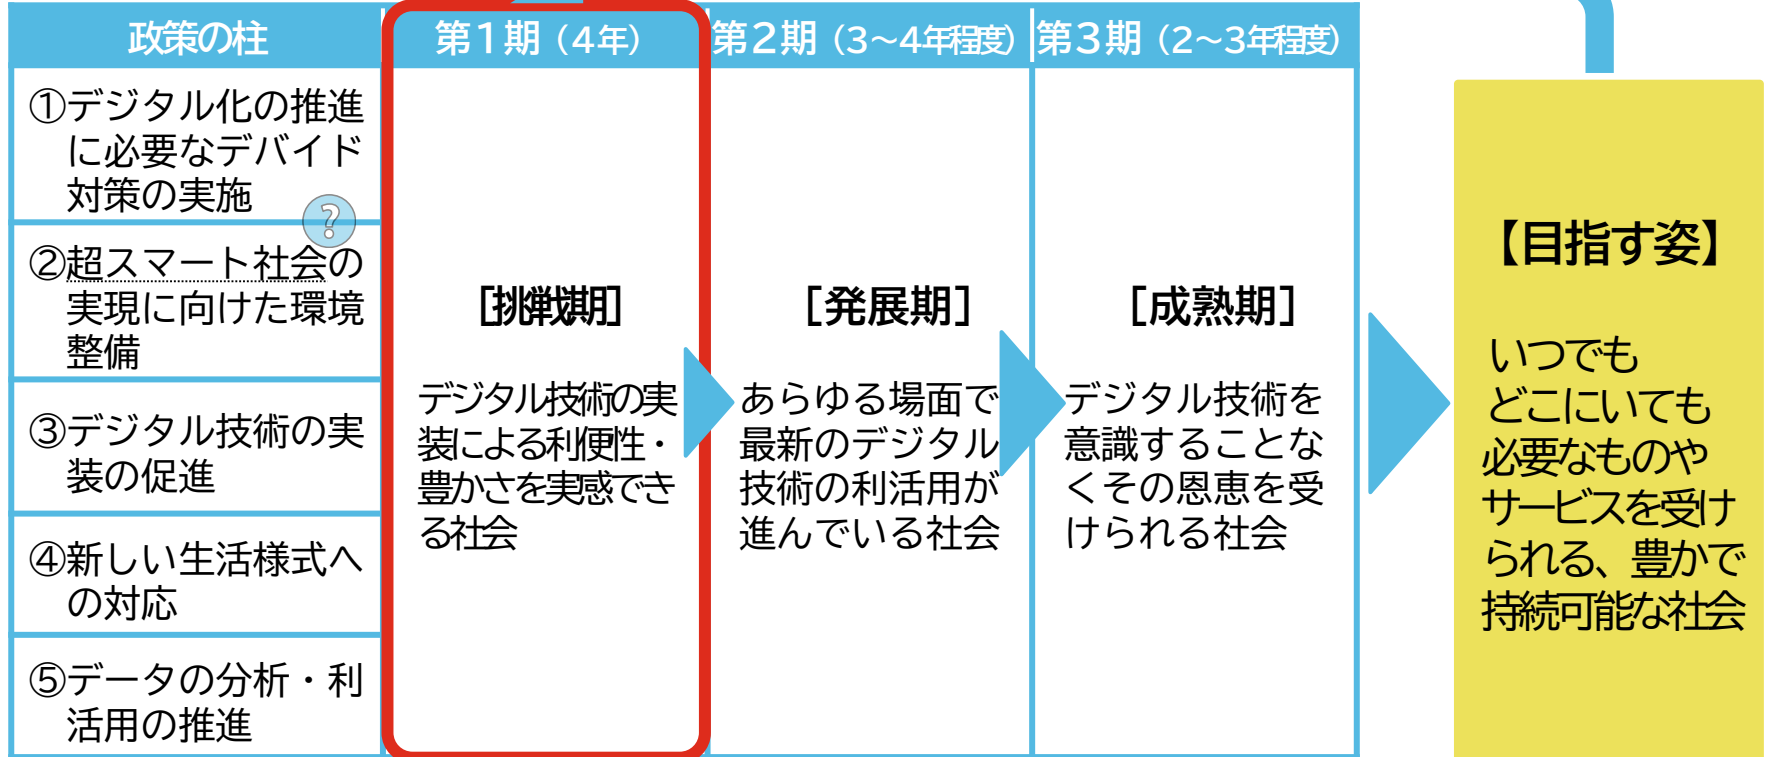 政策の柱
第1期（4年）
第2期（3～4年程度）
第3期（2～3年程度）
①デジタル化の推進
に必要なデバイド
対策の実施
?
②超スマート社会の
実現に向けた環境
整備
③デジタル技術の実
装の促進
④新しい生活様式へ
の対応
⑤データの分析・利
活用の推進
［挑戦期］
デジタル技術の実
装による利便性・
豊かさを実感でき
る社会
［発展期］
あらゆる場面で
最新のデジタル
技術の利活用が
進んでいる社会
［成熟期］
デジタル技術を
意識することな
くその恩恵を受
けられる社会
【目指す姿】
いつでも
どこにいても
必要なものや
サービスを受け
られる、豊かで
持続可能な社会